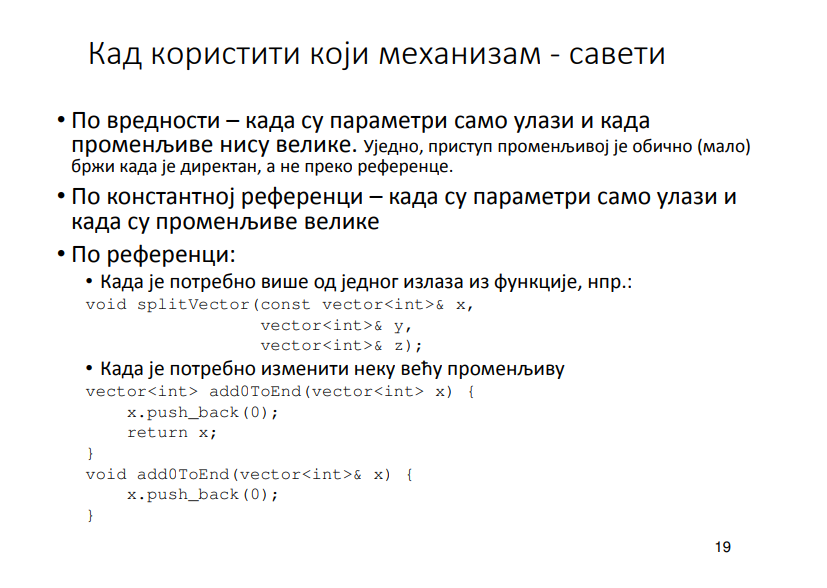 Кад користити који механизам - савети
• По вредности – када су параметри само улази и када
променљиве нису велике. Уједно, приступ променљивој је обично (мало)
бржи када је директан, а не преко референце.
• По константној референци – када су параметри само улази и
када су променљиве велике
• По референци:
• Када је потребно више од једног излаза из функције, нпр.:
void splitVector(const vector<int>& x,
vector<int>& y,
vector<int>& z);
• Када је потребно изменити неку већу променљиву
vector<int> add0ToEnd(vector<int> x) {
x.push_back(0);
return x;
}
void add0ToEnd(vector<int>& x) {
x.push_back(0);
}
19